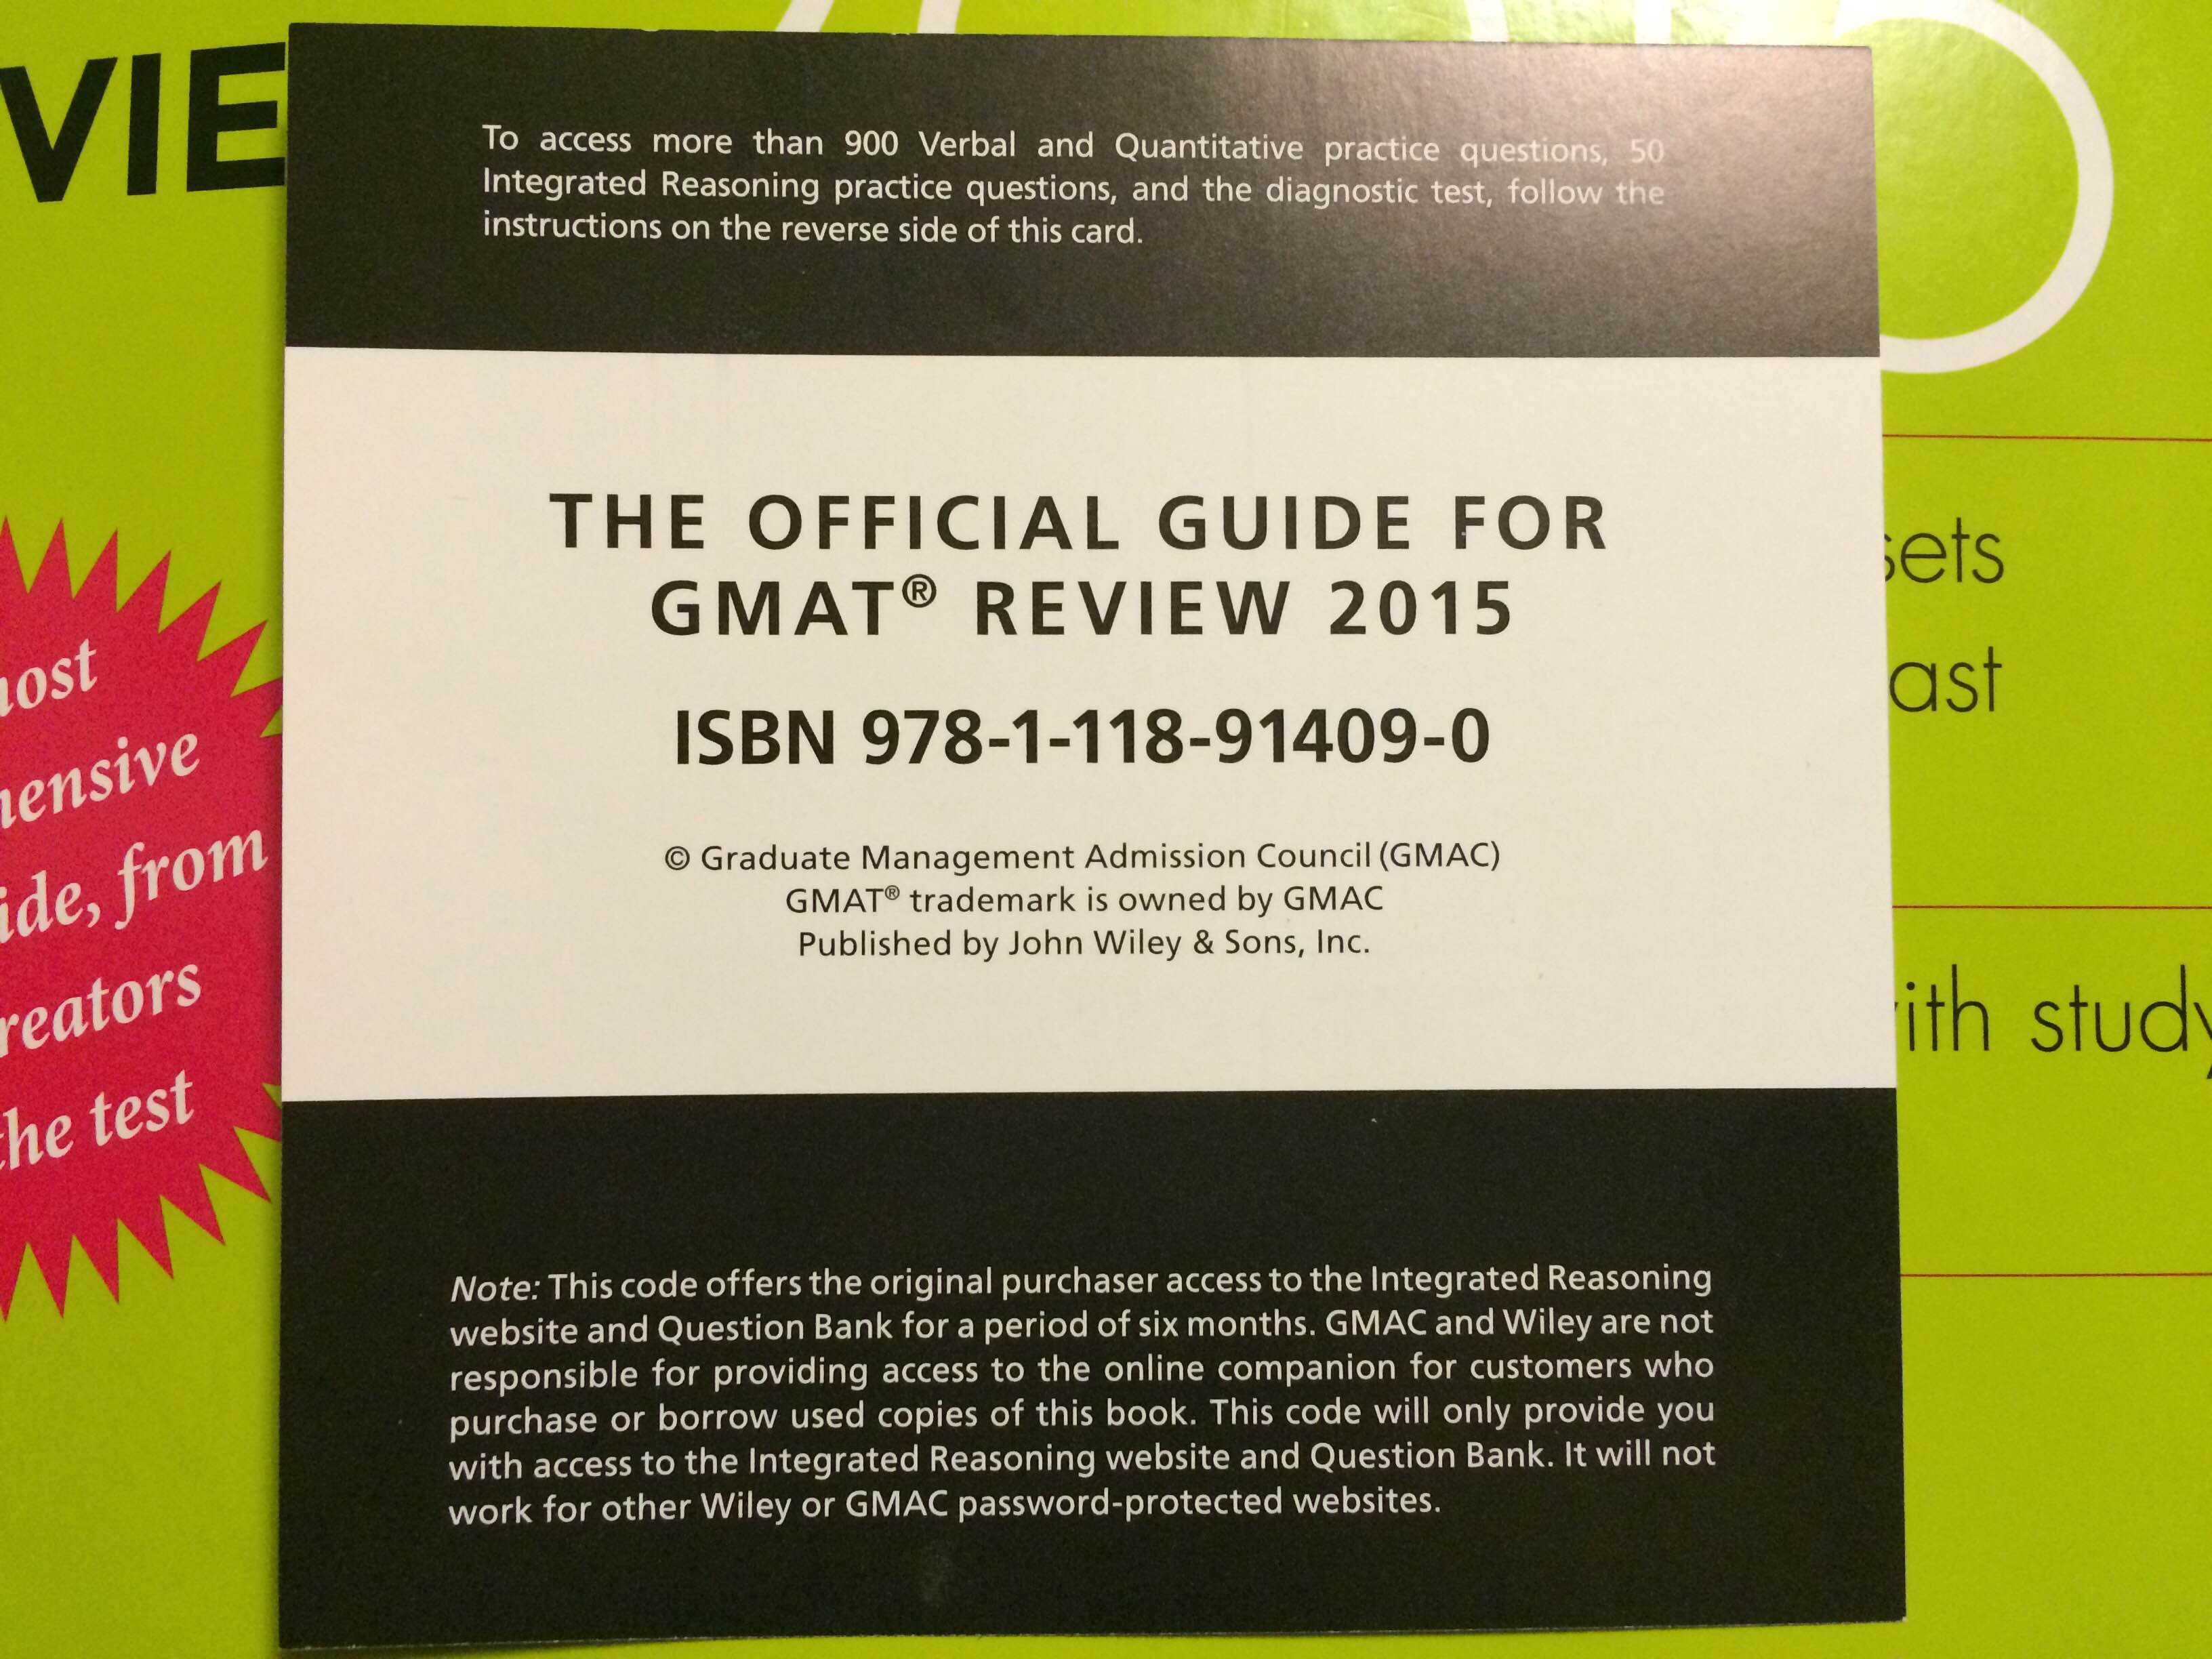 VIE
To access more than 900 Verbal and Quantitative practice questions, 50
Integrated Reasoning practice questions, and the diagnostic test, follow the
instructions on the reverse side of this card.
THE OFFICIAL GUIDE FOR
GMAT® REVIEW 2015
ISBN 978-1-118-91409-0
© Graduate Management Admission Council (GMAC)
GMAT® trademark is owned by GMAC
Published by John Wiley & Sons, Inc.
Note: This code offers the original purchaser access to the Integrated Reasoning
website and Question Bank for a period of six months. GMAC and Wiley are not
responsible for providing access to the online companion for customers who
purchase or borrow used copies of this book. This code will only provide you
with access to the Integrated Reasoning website and Question Bank. It will not
work for other Wiley or GMAC password-protected websites.
ost
ensive
ide, from
reators
he test
sets
ast
ith study